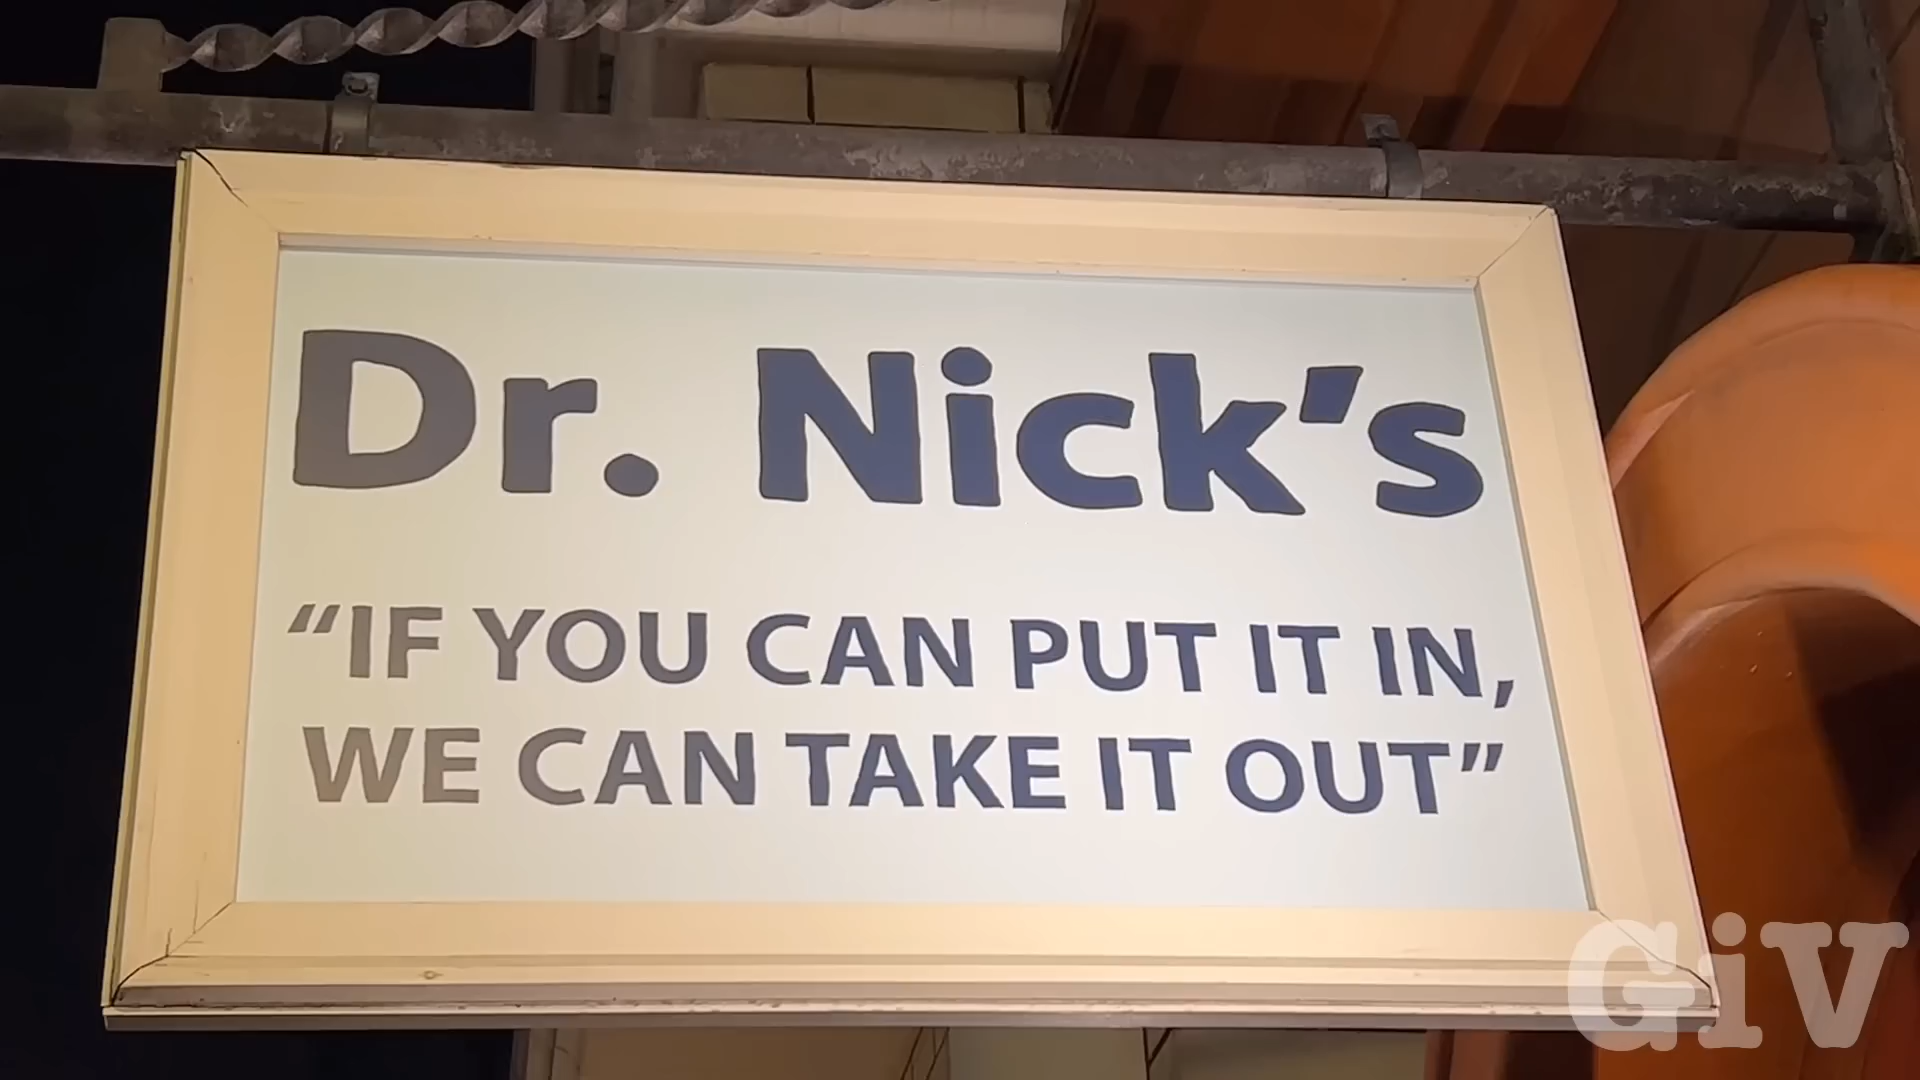 Dr. Nick's
“IF YOU CAN PUT IT IN,
WE CAN TAKE IT OUT”
GiV